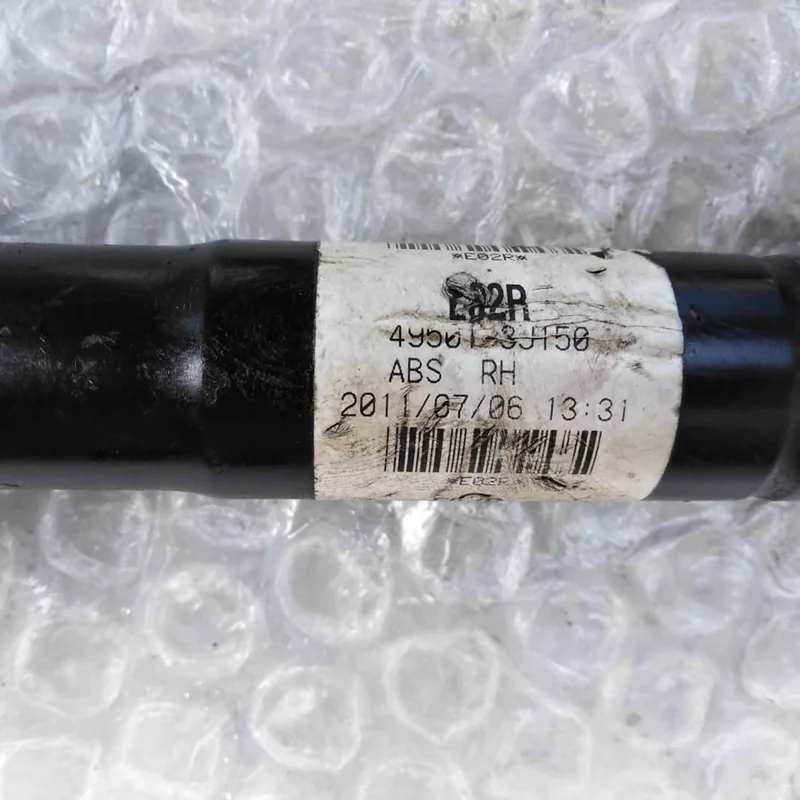 *E02R*
E02R
49501-3J150
ABS RH
2011/07/06 13:31
*E02R*